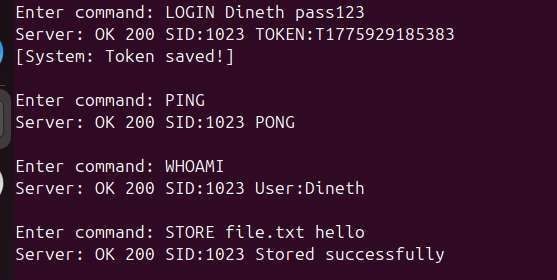 Enter command: LOGIN Dineth pass123
Server: OK 200 SID:1023 TOKEN:T1775929185383
[System: Token saved!]
Enter command: PING
Server: OK 200 SID:1023 PONG
Enter command: WHOAMI
Server: OK 200 SID:1023 User:Dineth
Enter command: STORE file.txt hello
Server: OK 200 SID:1023 Stored successfully